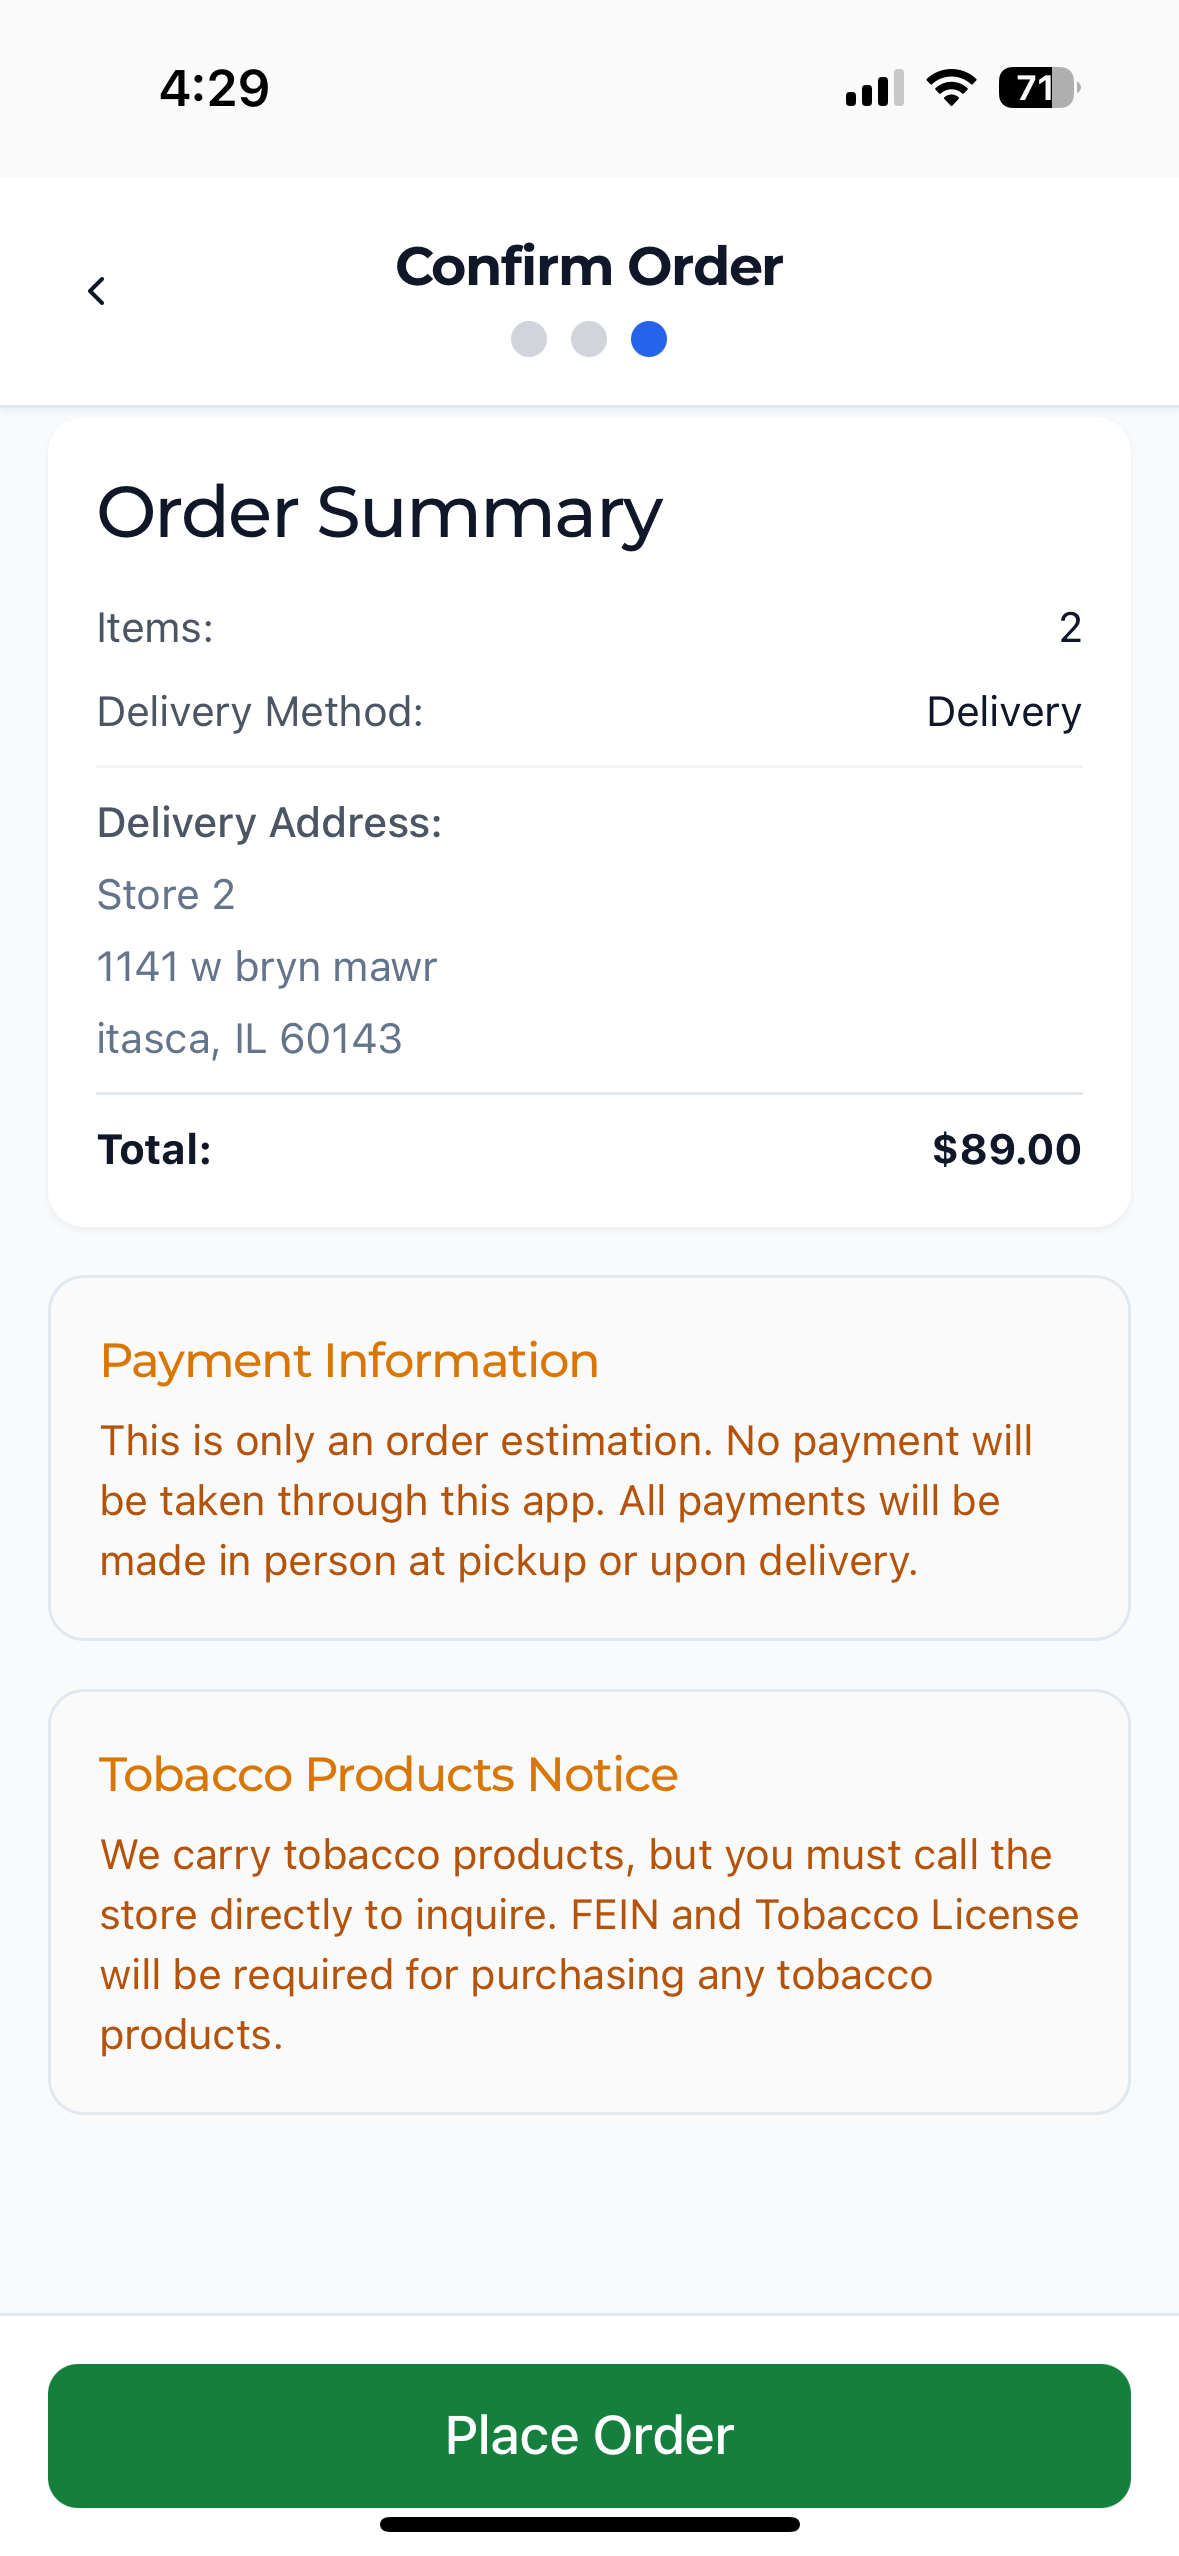 4:29
71
Confirm Order
Order Summary
Items: 2
Delivery Method: Delivery
Delivery Address:
Store 2
1141 w bryn mawr
itasca, IL 60143
Total: $89.00
Payment Information
This is only an order estimation. No payment will
be taken through this app. All payments will be
made in person at pickup or upon delivery.
Tobacco Products Notice
We carry tobacco products, but you must call the
store directly to inquire. FEIN and Tobacco License
will be required for purchasing any tobacco
products.
Place Order